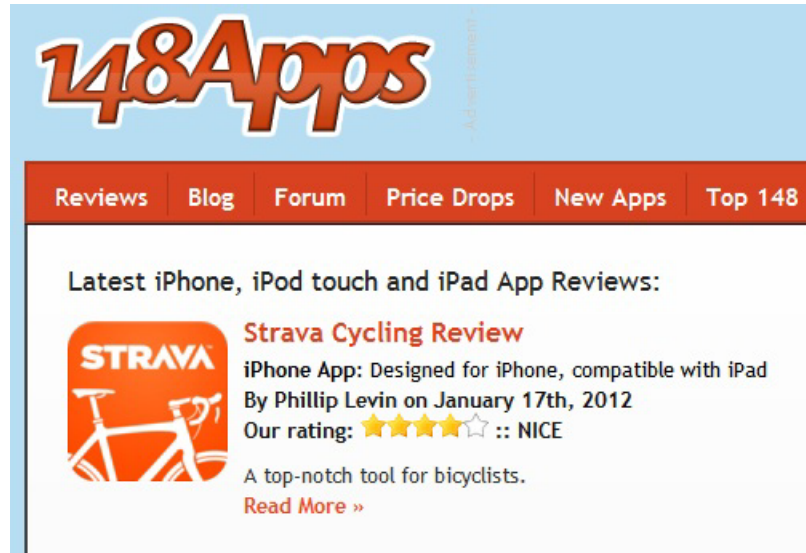 148Apps
- Advertisement -
Reviews Blog Forum Price Drops New Apps Top 148
Latest iPhone, iPod touch and iPad App Reviews:
STRAVA™
Strava Cycling Review
iPhone App: Designed for iPhone, compatible with iPad
By Phillip Levin on January 17th, 2012
Our rating: :: NICE
A top-notch tool for bicyclists.
Read More »